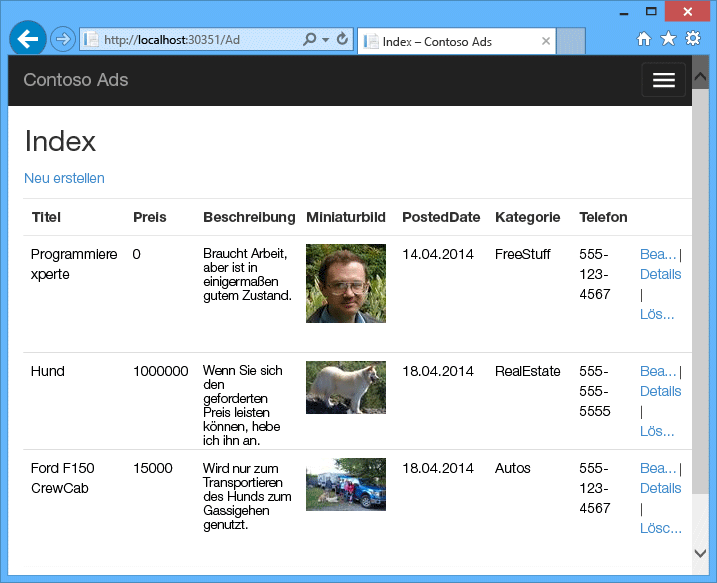 http://localhost:30351/Ad
Index – Contoso Ads
Contoso Ads
Index
Neu erstellen
Titel Preis Beschreibung Miniaturbild PostedDate Kategorie Telefon
Programmiere
xperte
0
Braucht Arbeit,
aber ist in
einigermaßen
gutem Zustand.
14.04.2014
FreeStuff
555-
123-
4567
Bea... |
Details
|
Lös...
Hund
1000000
Wenn Sie sich
den
geforderten
Preis leisten
können, hebe
ich ihn an.
18.04.2014
RealEstate
555-
555-
5555
Bea... |
Details
|
Lös...
Ford F150
CrewCab
15000
Wird nur zum
Transportieren
des Hunds zum
Gassigehen
genutzt.
18.04.2014
Autos
555-
123-
4567
Bea... |
Details
|
Lösc...